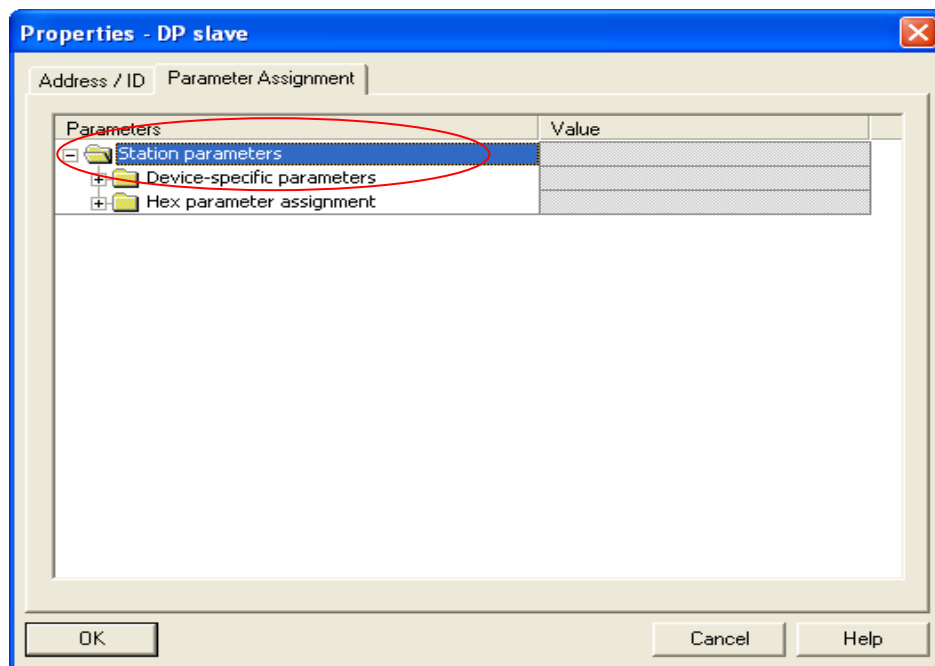 Properties - DP slave
Address / ID Parameter Assignment
Parameters Value
Station parameters
Device-specific parameters
Hex parameter assignment
OK Cancel Help